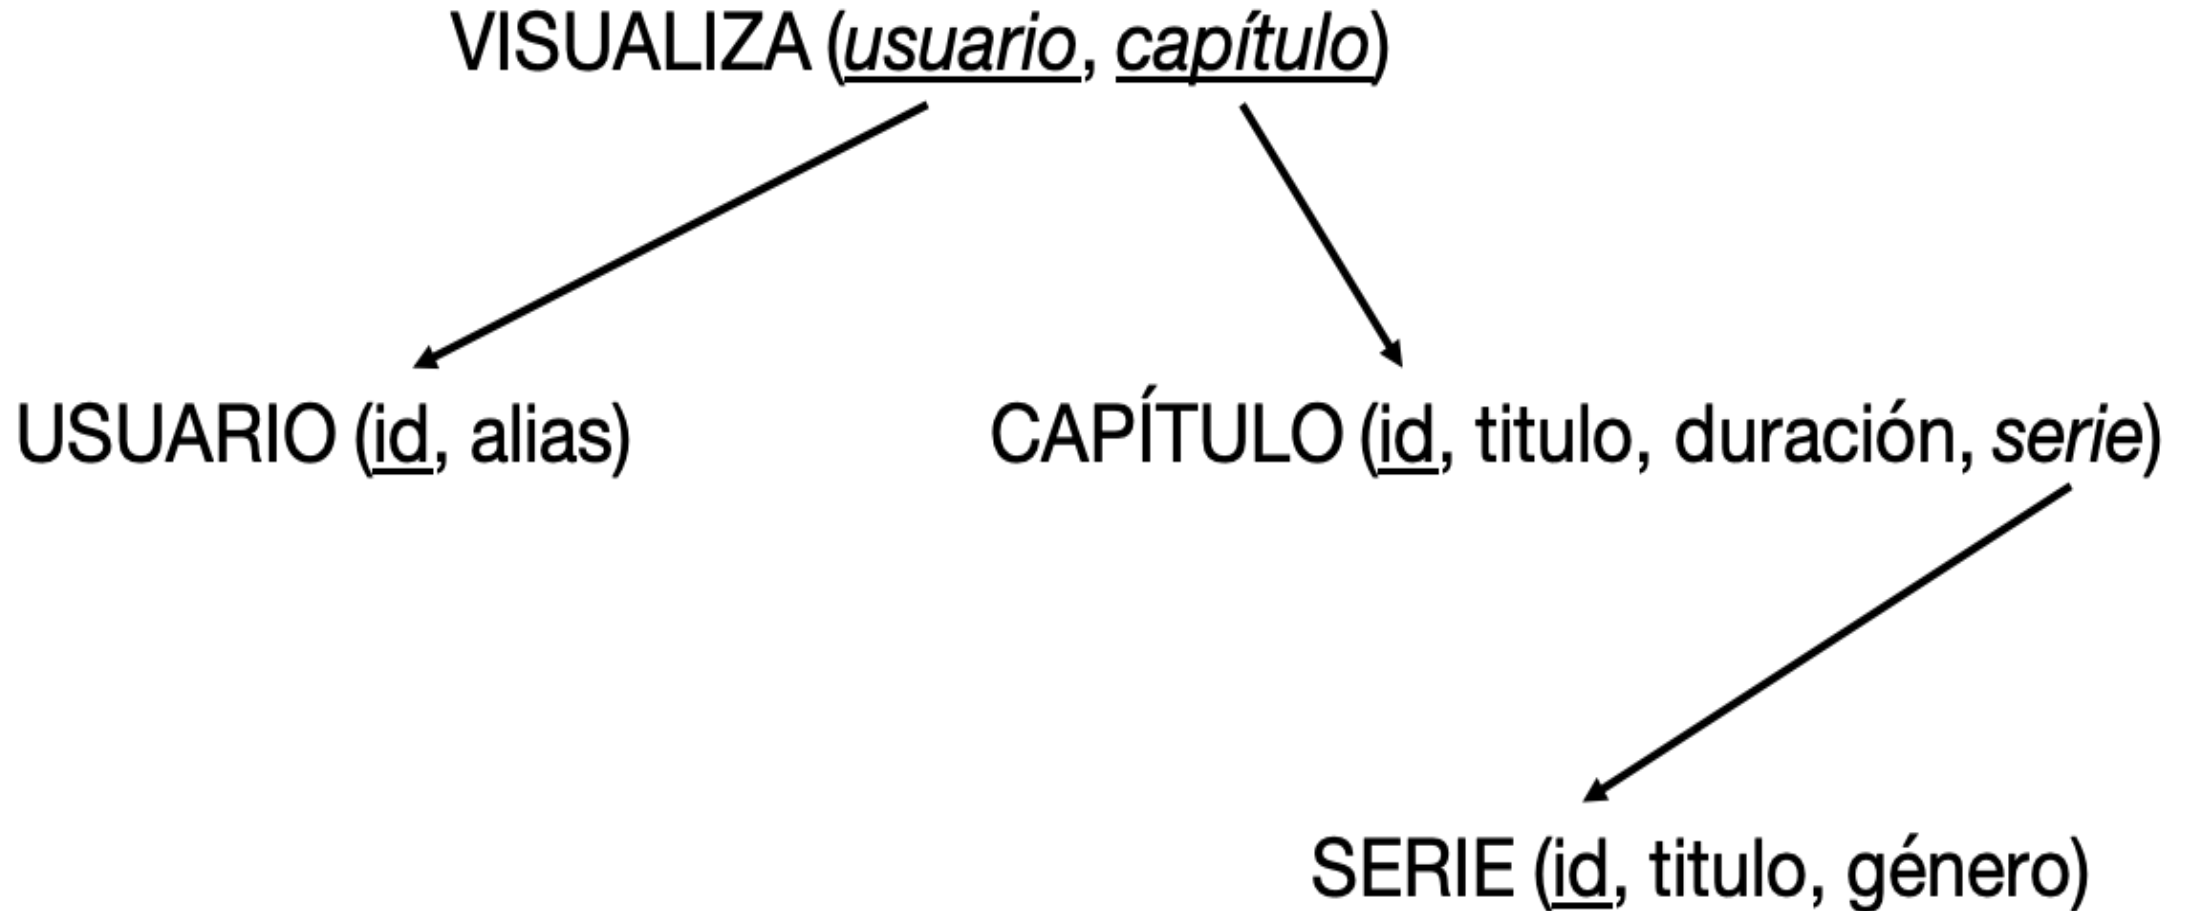 VISUALIZA (usuario, capítulo)
USUARIO (id, alias)
CAPÍTULO (id, titulo, duración, serie)
SERIE (id, titulo, género)